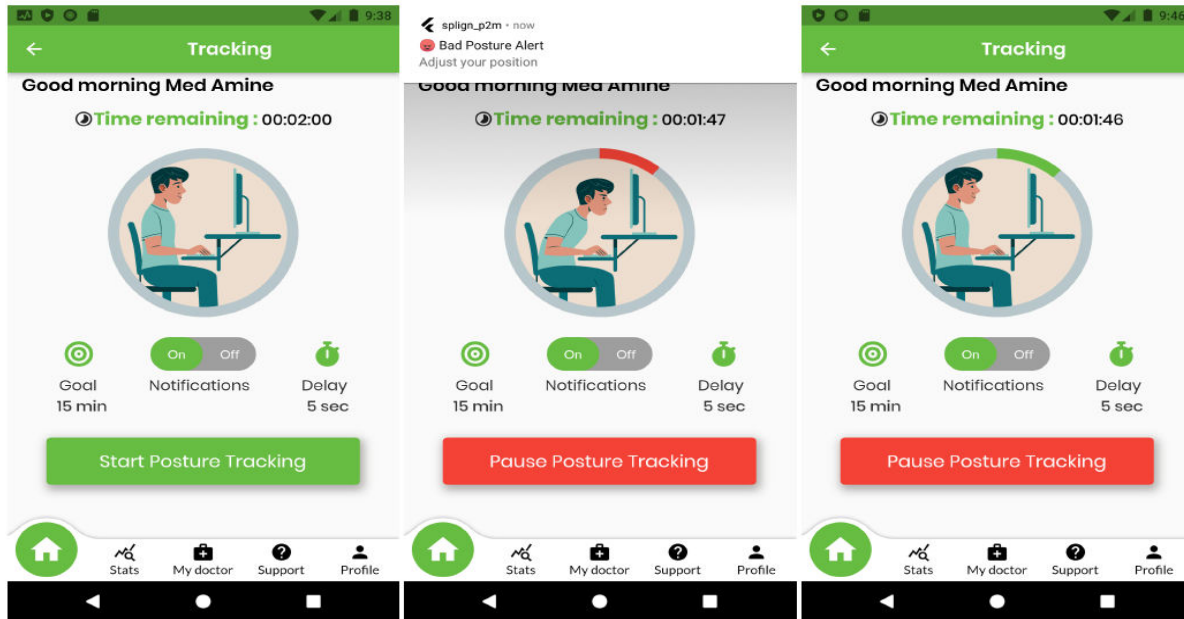 9:38
Tracking
Good morning Med Amine
Time remaining : 00:02:00
On Off
Goal Notifications Delay
15 min 5 sec
Start Posture Tracking
Stats My doctor Support Profile
splign_p2m • now
Bad Posture Alert
Adjust your position
Good morning Med Amine
Time remaining : 00:01:47
On Off
Goal Notifications Delay
15 min 5 sec
Pause Posture Tracking
Stats My doctor Support Profile
9:46
Tracking
Good morning Med Amine
Time remaining : 00:01:46
On Off
Goal Notifications Delay
15 min 5 sec
Pause Posture Tracking
Stats My doctor Support Profile